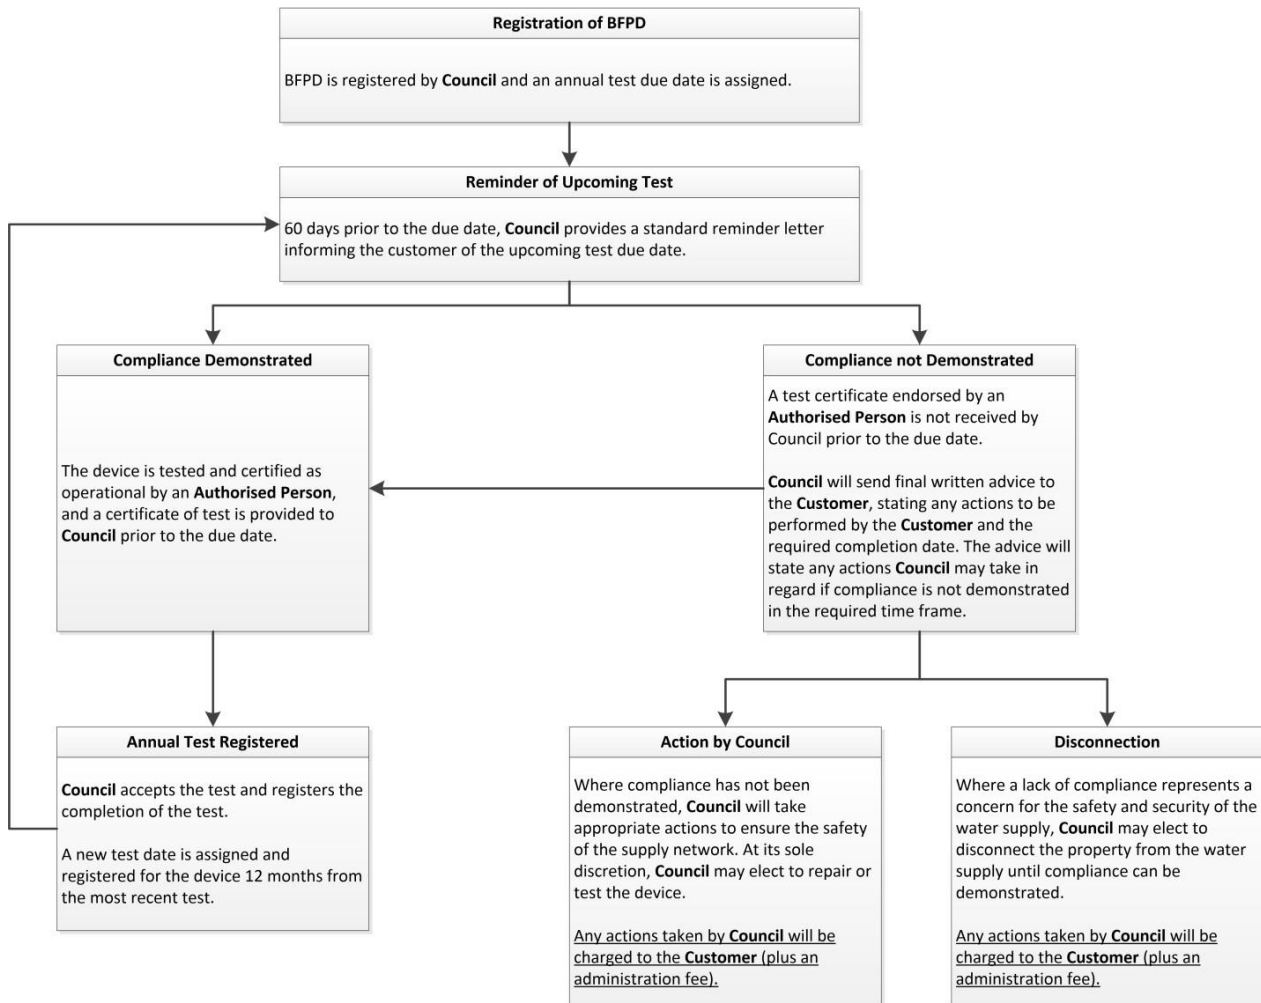 Registration of BFPD
BFPD is registered by Council and an annual test due date is assigned.
Reminder of Upcoming Test
60 days prior to the due date, Council provides a standard reminder letter
informing the customer of the upcoming test due date.
Compliance Demonstrated
The device is tested and certified as
operational by an Authorised Person,
and a certificate of test is provided to
Council prior to the due date.
Compliance not Demonstrated
A test certificate endorsed by an
Authorised Person is not received by
Council prior to the due date.
Council will send final written advice to
the Customer, stating any actions to be
performed by the Customer and the
required completion date. The advice will
state any actions Council may take in
regard if compliance is not demonstrated
in the required time frame.
Annual Test Registered
Council accepts the test and registers the
completion of the test.
A new test date is assigned and
registered for the device 12 months from
the most recent test.
Action by Council
Where compliance has not been
demonstrated, Council will take
appropriate actions to ensure the safety
of the supply network. At its sole
discretion, Council may elect to repair or
test the device.
Any actions taken by Council will be
charged to the Customer (plus an
administration fee).
Disconnection
Where a lack of compliance represents a
concern for the safety and security of the
water supply, Council may elect to
disconnect the property from the water
supply until compliance can be
demonstrated.
Any actions taken by Council will be
charged to the Customer (plus an
administration fee).